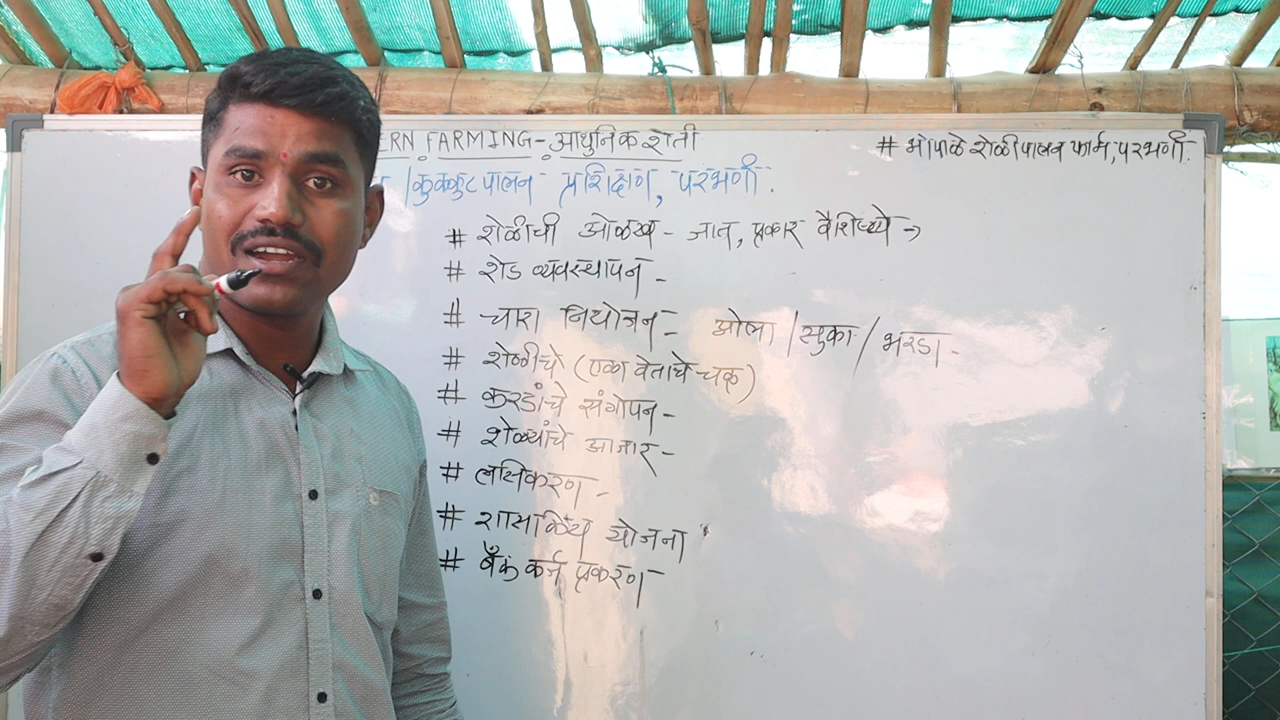 ERN FARMING - आधुनिक शेती
# भोपाळे शेळीपालन फार्म, परभणी.
/कुक्कुटपालन प्रशिक्षण, परभणी.
# शेळीची ओळख - जात, प्रकार वैशिष्ये →
# शेड व्यवस्थापन -
# चारा नियोजन - ओला / सुका / भरडा -
# शेळीचे (एका वेताचे चक्र)
# करडांचे संगोपन -
# शेळ्यांचे आजार -
# लसिकरण -
# शासकिय योजना
# बँक कर्ज प्रकरण -